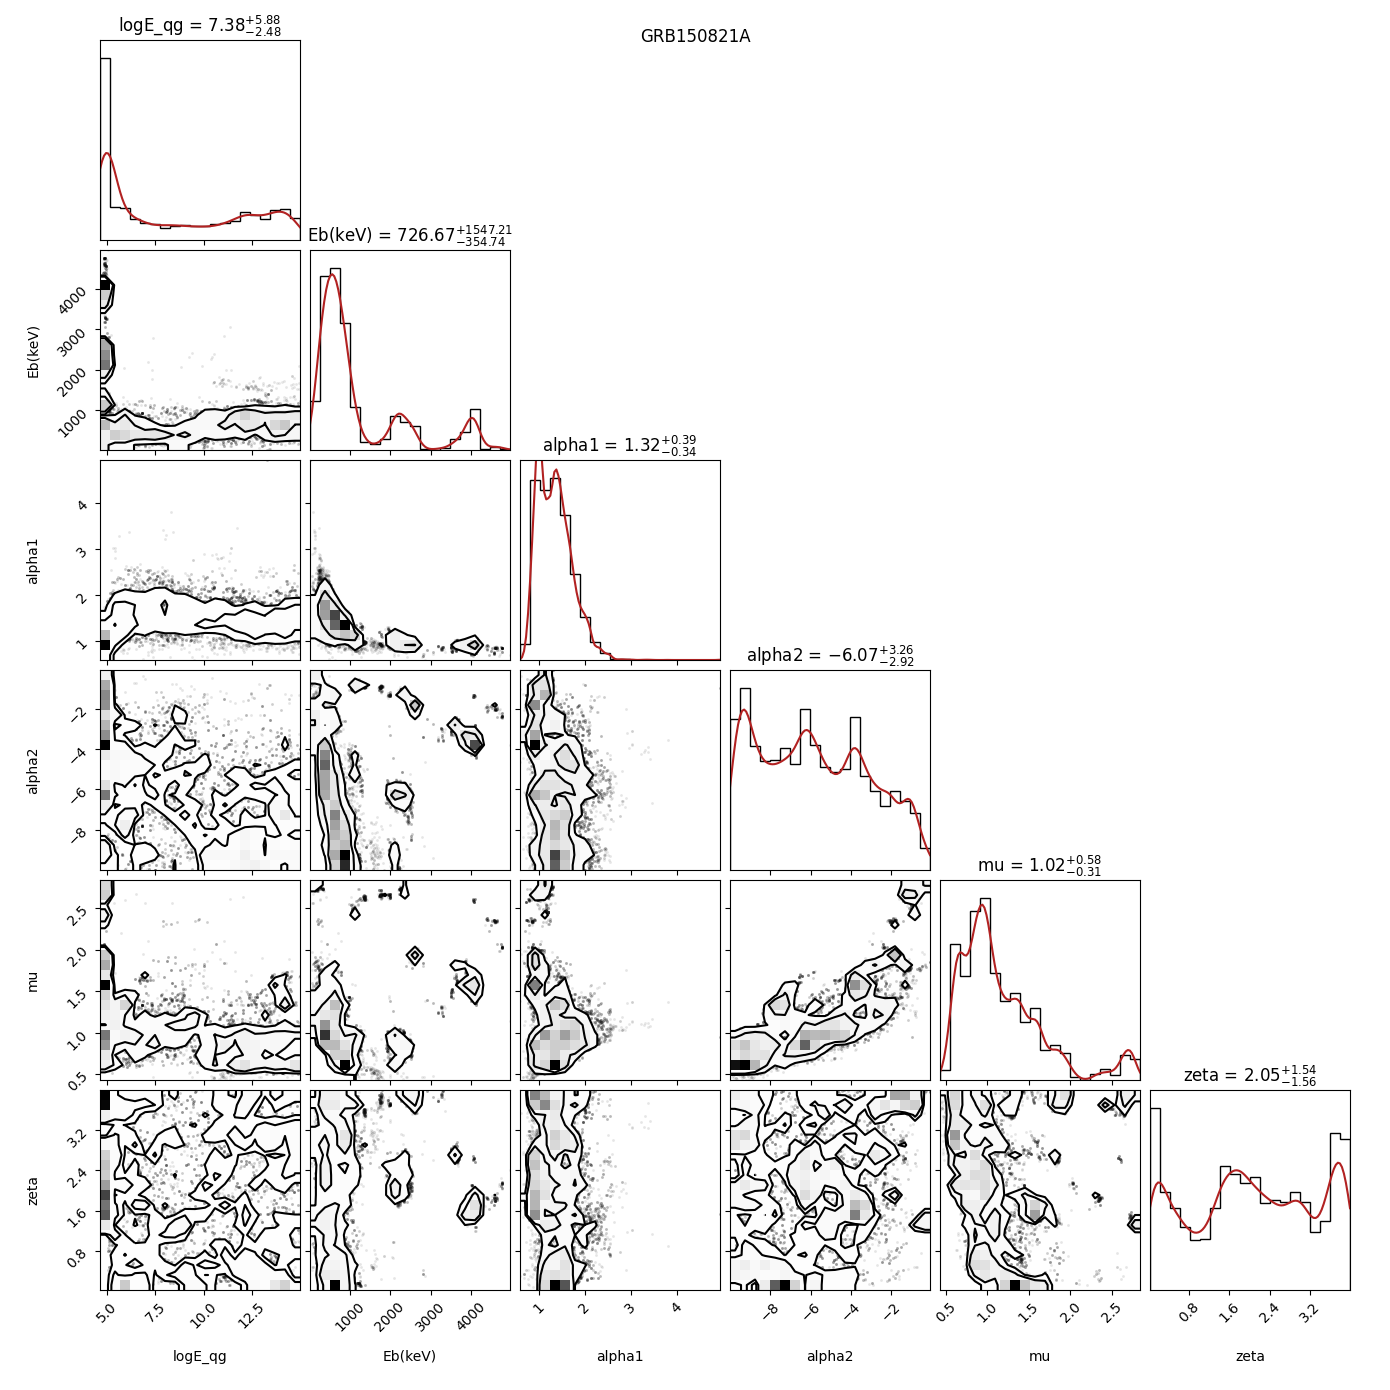 GRB150821A
logE_qg = 7.38+5.88−2.48
Eb(keV) = 726.67+1547.21−354.74
alpha1 = 1.32+0.39−0.34
alpha2 = −6.07+3.26−2.92
mu = 1.02+0.58−0.31
zeta = 2.05+1.54−1.56
Eb(keV)
4000
3000
2000
1000
alpha1
4
3
2
1
alpha2
−2
−4
−6
−8
mu
2.5
2.0
1.5
1.0
0.5
zeta
3.2
2.4
1.6
0.8
5.0 7.5 10.0 12.5
1000 2000 3000 4000
1 2 3 4
−8 −6 −4 −2
0.5 1.0 1.5 2.0 2.5
0.8 1.6 2.4 3.2
logE_qg
Eb(keV)
alpha1
alpha2
mu
zeta